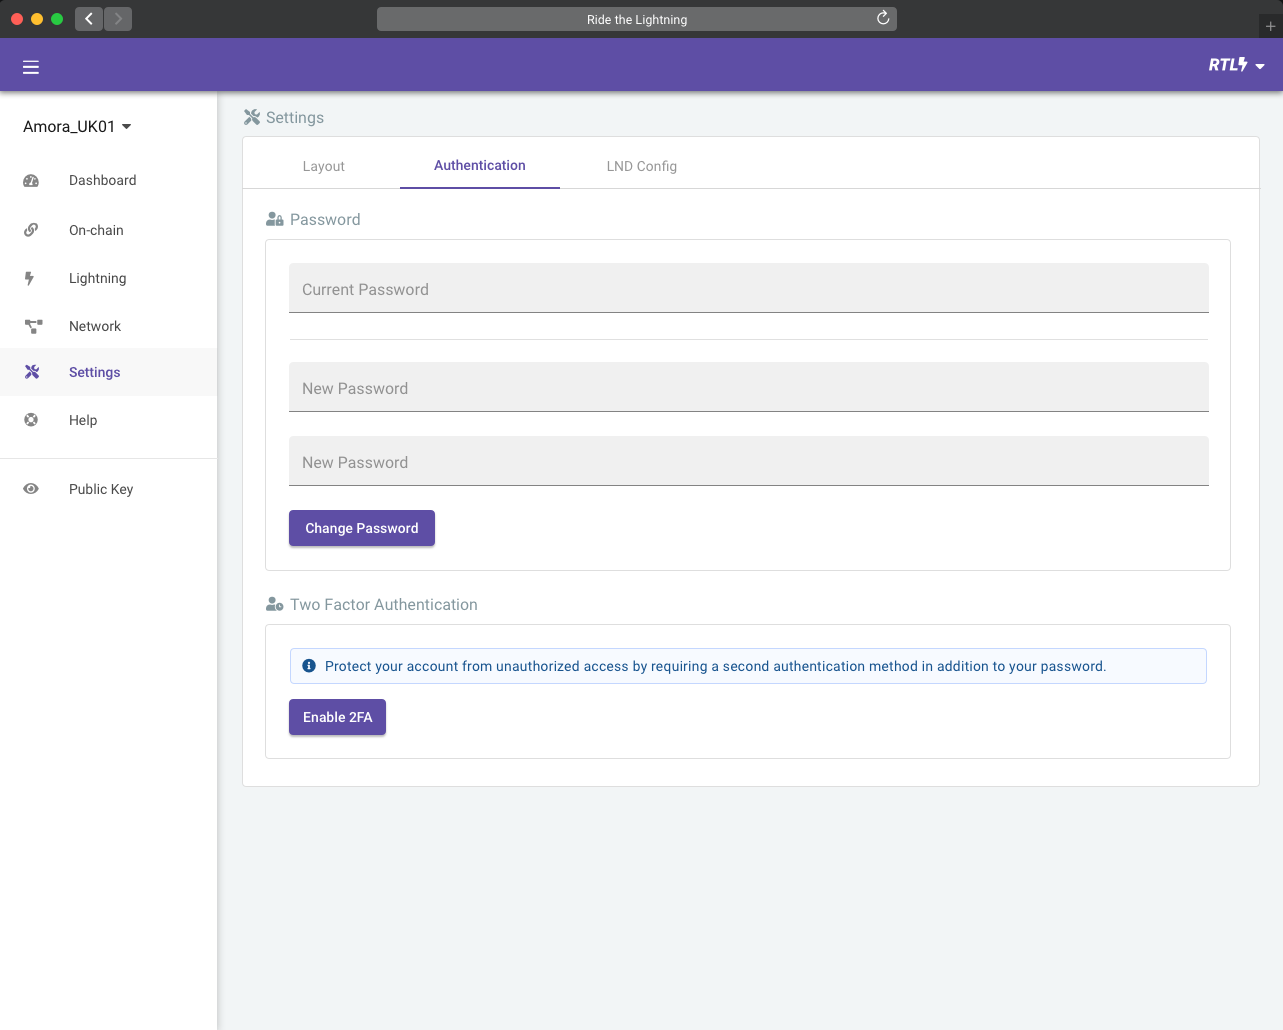 Ride the Lightning
RTL
Amora_UK01
Dashboard
On-chain
Lightning
Network
Settings
Help
Public Key
Settings
Layout
Authentication
LND Config
Password
Current Password
New Password
New Password
Change Password
Two Factor Authentication
Protect your account from unauthorized access by requiring a second authentication method in addition to your password.
Enable 2FA